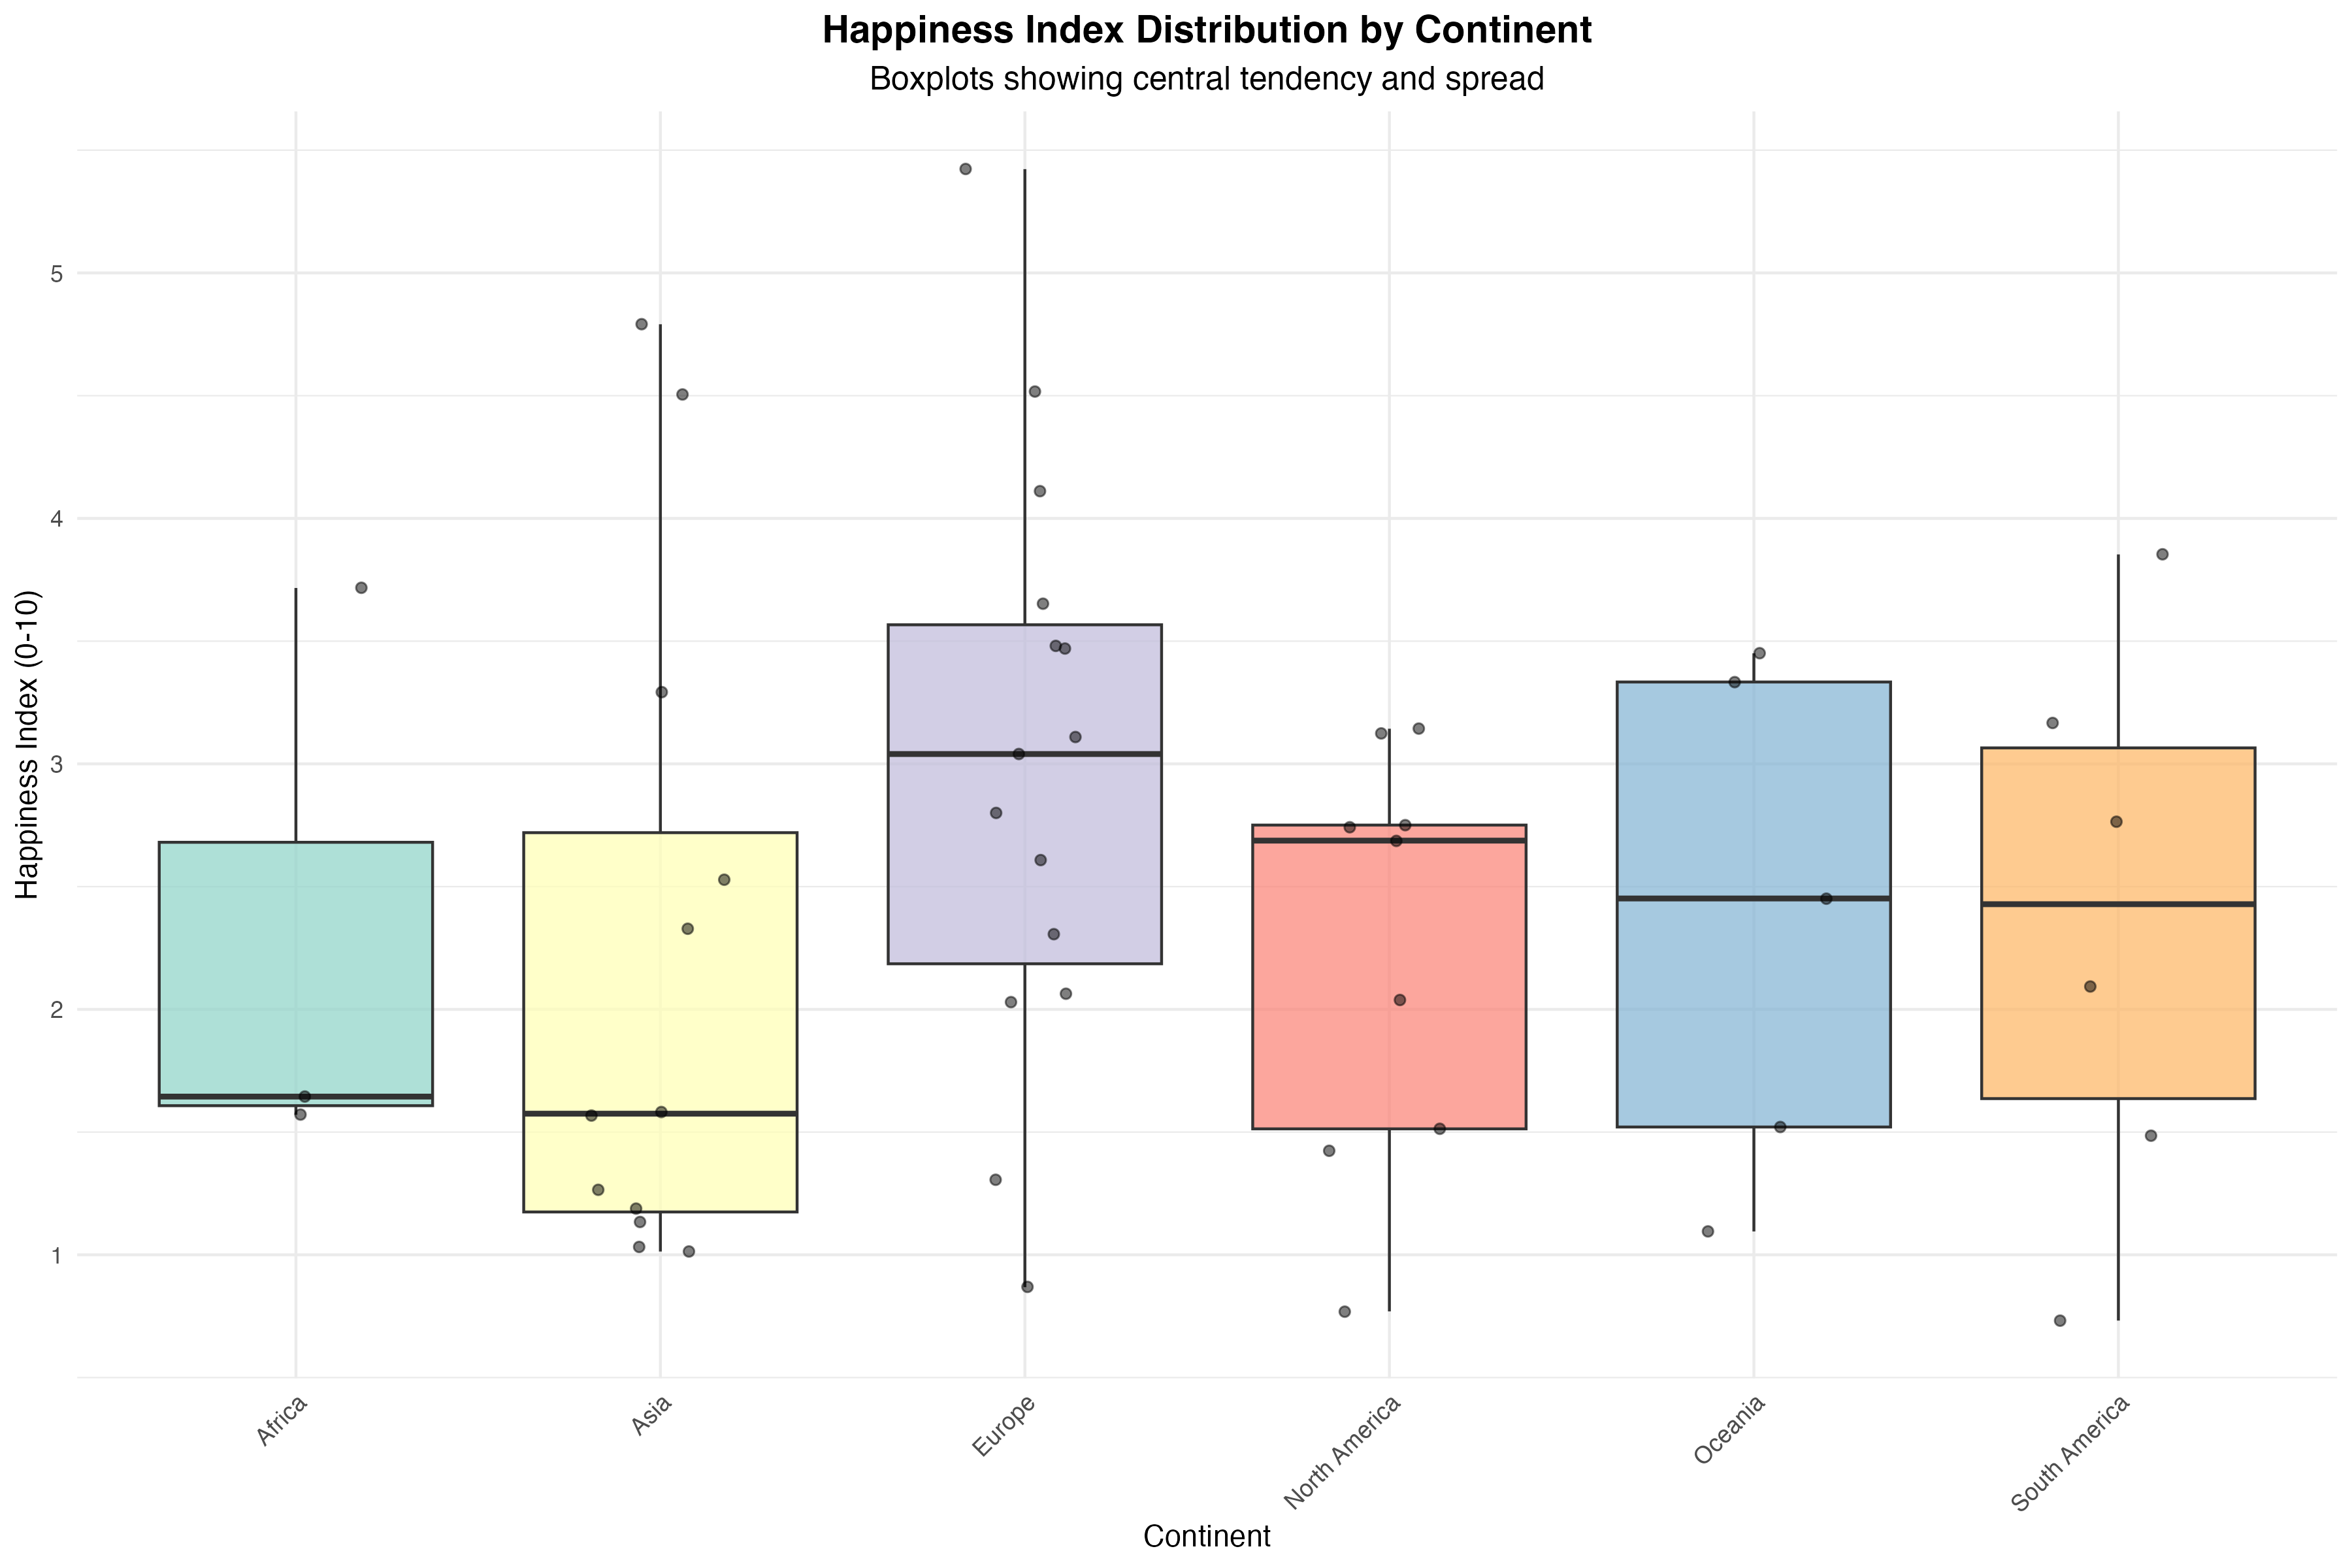 Happiness Index Distribution by Continent
Boxplots showing central tendency and spread
Happiness Index (0-10)
5
4
3
2
1
Africa
Asia
Europe
North America
Oceania
South America
Continent